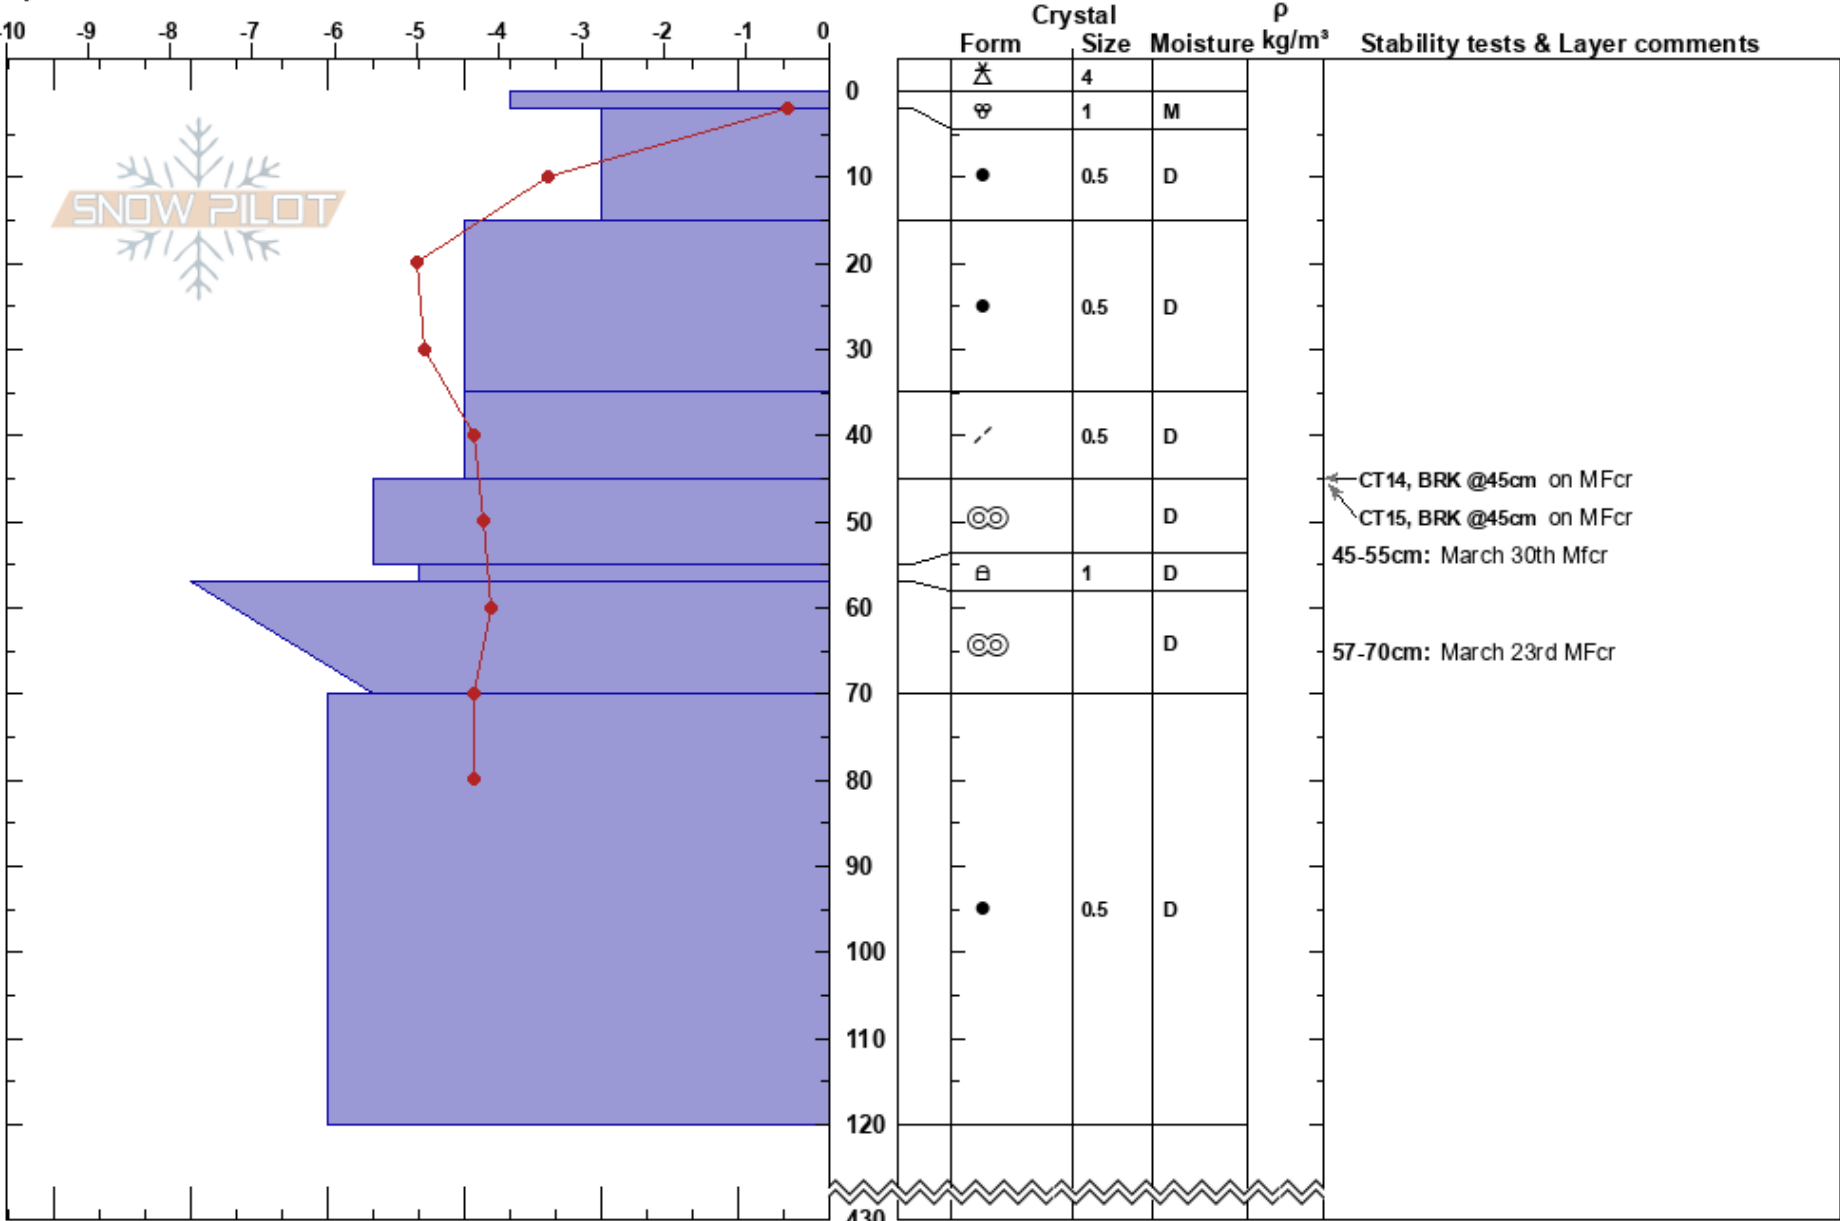 Crystal ρ
-10 -9 -8 -7 -6 -5 -4 -3 -2 -1 0 Form Size Moisture kg/m³ Stability tests & Layer comments
4
0
1 M
SNOW PILOT
10 0.5 D
20
0.5 D
30
40 0.5 D
CT14, BRK @45cm on MFcr
50 D CT15, BRK @45cm on MFcr
45-55cm: March 30th Mfcr
1 D
60
D 57-70cm: March 23rd MFcr
70
80
90
0.5 D
100
110
120
430